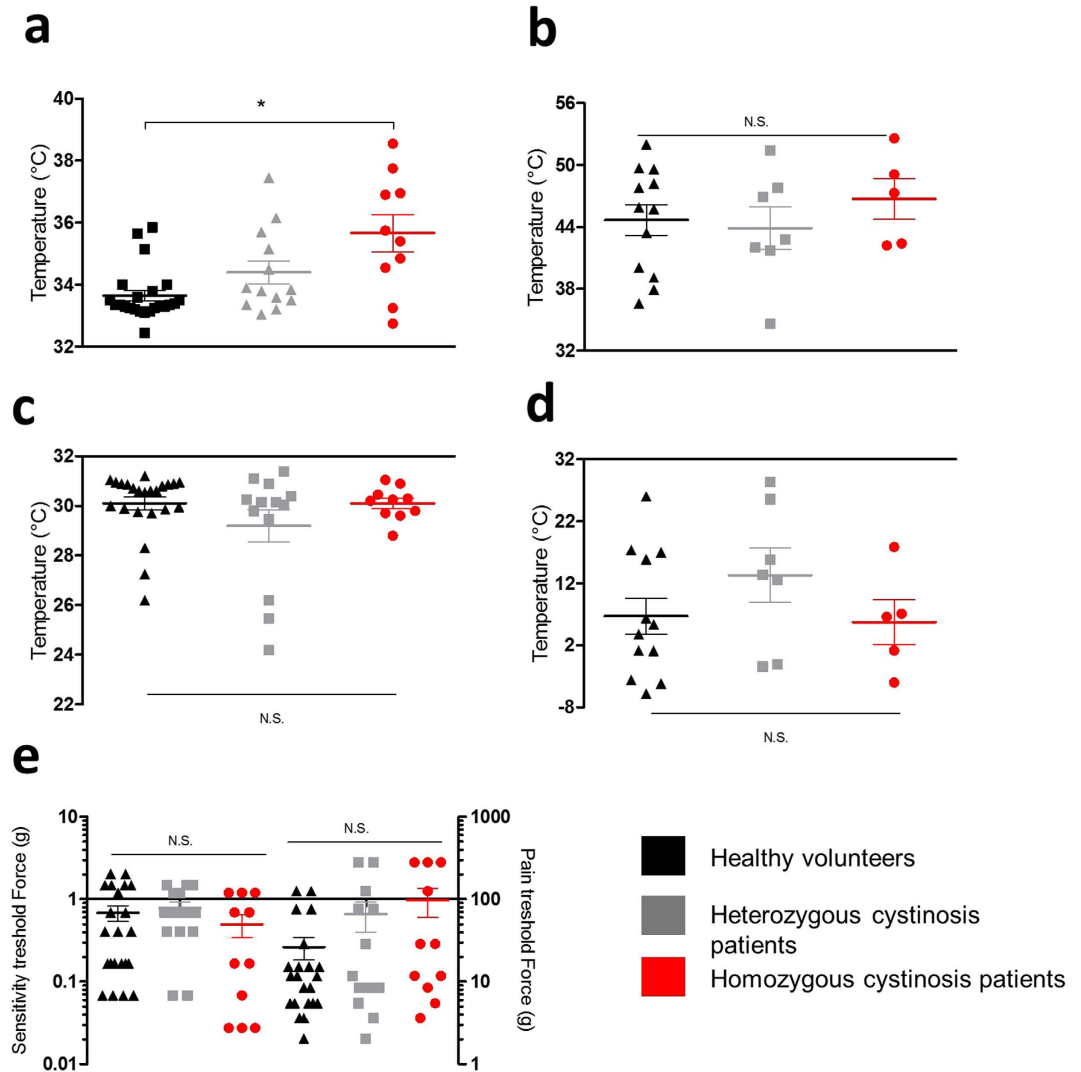 a
40
38
36
34
32
Temperature (°C)
*
b
56
50
44
38
32
Temperature (°C)
N.S.
c
32
30
28
26
24
22
Temperature (°C)
N.S.
d
32
22
12
2
-8
Temperature (°C)
N.S.
e
10
1
0.1
0.01
Sensitivity treshold Force (g)
N.S.
N.S.
1000
100
10
1
Pain treshold Force (g)
Healthy volunteers
Heterozygous cystinosis
patients
Homozygous cystinosis patients